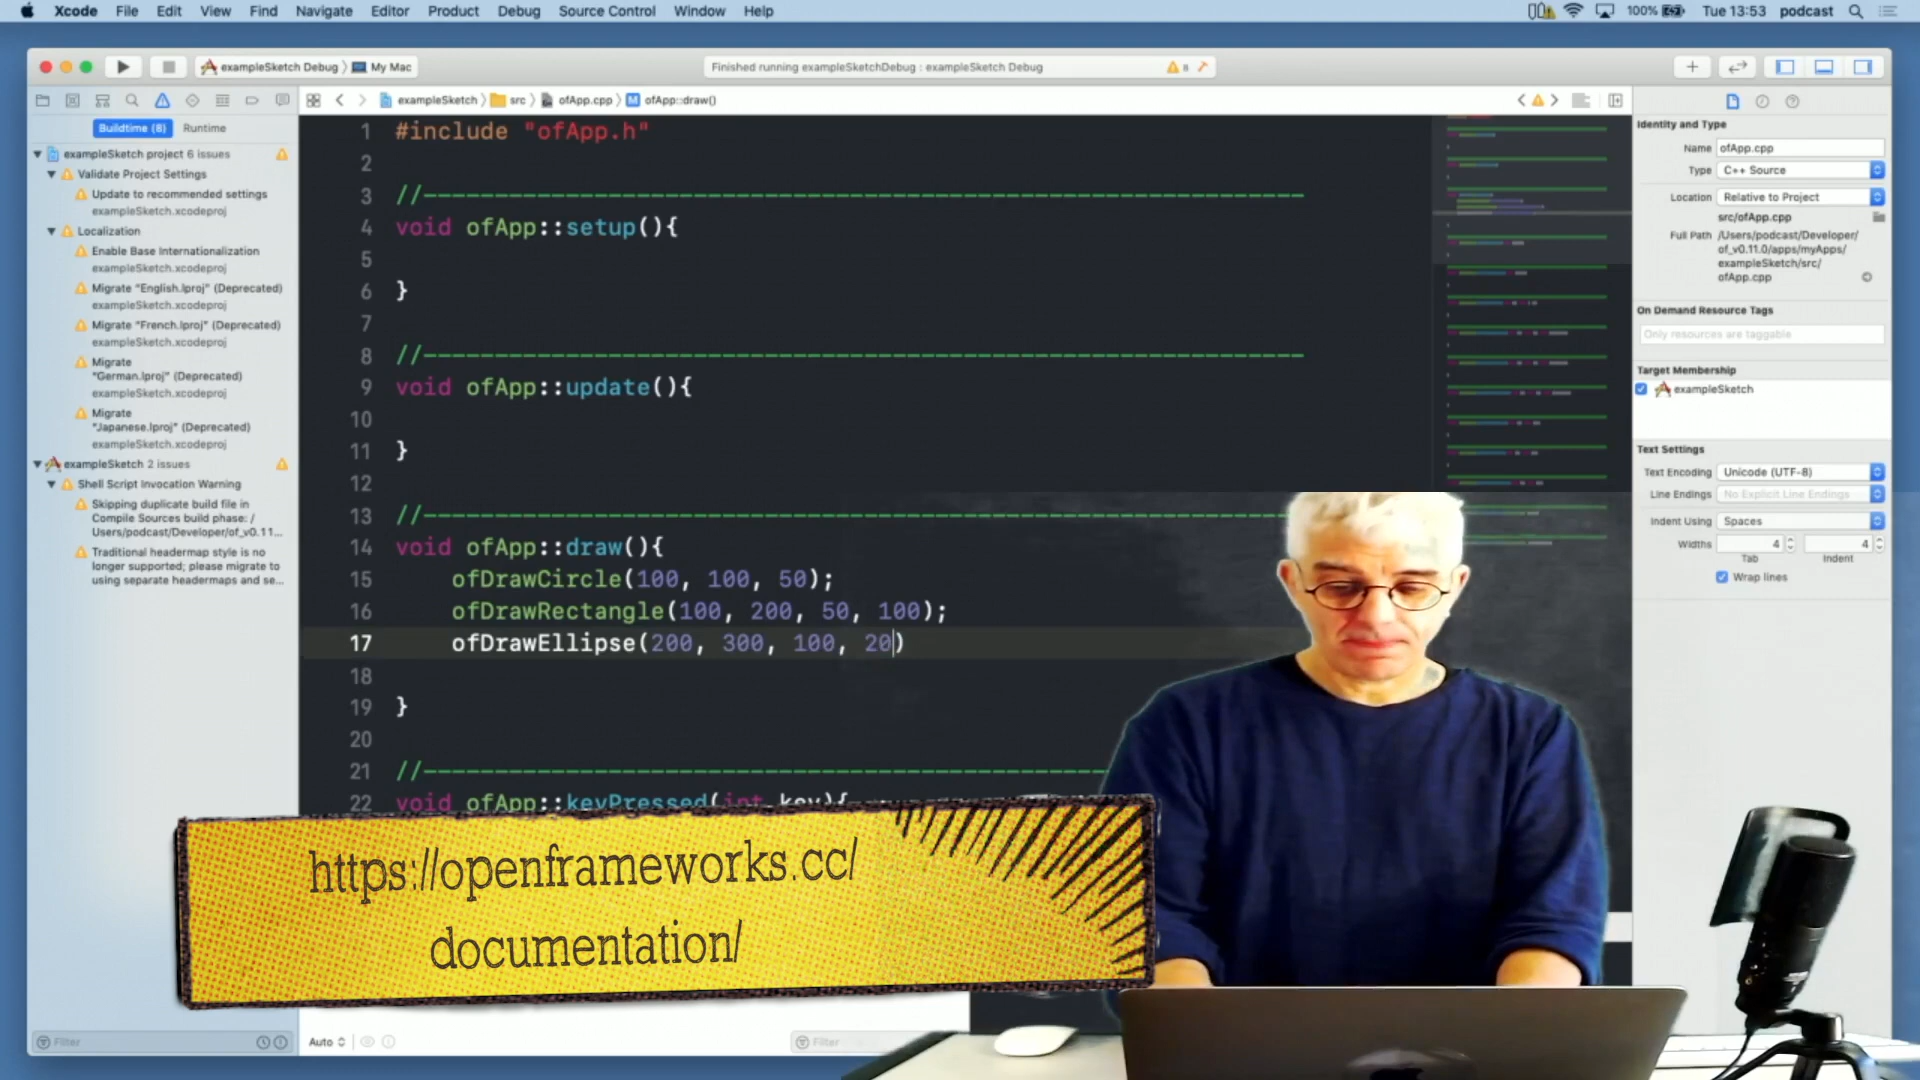 Xcode File Edit View Find Navigate Editor Product Debug Source Control Window Help
100% Tue 13:53 podcast
exampleSketch Debug My Mac
Finished running exampleSketchDebug : exampleSketch Debug
8
exampleSketch src ofApp.cpp ofApp::draw()
Buildtime (8) Runtime
exampleSketch project 6 issues
Validate Project Settings
Update to recommended settings
exampleSketch.xcodeproj
Localization
Enable Base Internationalization
exampleSketch.xcodeproj
Migrate "English.lproj" (Deprecated)
exampleSketch.xcodeproj
Migrate "French.lproj" (Deprecated)
exampleSketch.xcodeproj
Migrate
"German.lproj" (Deprecated)
exampleSketch.xcodeproj
Migrate
"Japanese.lproj" (Deprecated)
exampleSketch.xcodeproj
exampleSketch 2 issues
Shell Script Invocation Warning
Skipping duplicate build file in
Compile Sources build phase: /
Users/podcast/Developer/of_v0.11...
Traditional headermap style is no
longer supported; please migrate to
using separate headermaps and se...
Filter
1 #include "ofApp.h"
2
3 //--------------------------------------------------------------
4 void ofApp::setup(){
5
6 }
7
8 //--------------------------------------------------------------
9 void ofApp::update(){
10
11 }
12
13 //--------------------------------------------------------------
14 void ofApp::draw(){
15 ofDrawCircle(100, 100, 50);
16 ofDrawRectangle(100, 200, 50, 100);
17 ofDrawEllipse(200, 300, 100, 20)
18
19 }
20
21 //--------------------------------------------------
22 void ofApp::keyPressed(int key){
Auto
Filter
Identity and Type
Name ofApp.cpp
Type C++ Source
Location Relative to Project
src/ofApp.cpp
Full Path /Users/podcast/Developer/
of_v0.11.0/apps/myApps/
exampleSketch/src/
ofApp.cpp
On Demand Resource Tags
Only resources are taggable
Target Membership
exampleSketch
Text Settings
Text Encoding Unicode (UTF-8)
Line Endings No Explicit Line Endings
Indent Using Spaces
Widths 4 4
Tab Indent
Wrap lines
https://openframeworks.cc/
documentation/